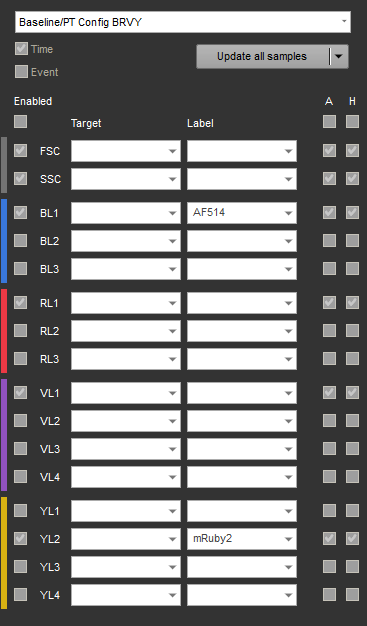 Baseline/PT Config BRVY
Time
Update all samples
Event
Enabled A H
Target Label
FSC
SSC
BL1 AF514
BL2
BL3
RL1
RL2
RL3
VL1
VL2
VL3
VL4
YL1
YL2 mRuby2
YL3
YL4